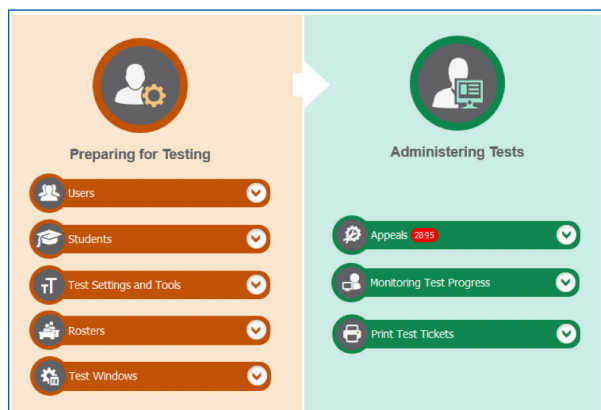 Preparing for Testing
Users
Students
Test Settings and Tools
Rosters
Test Windows
Administering Tests
Appeals 2895
Monitoring Test Progress
Print Test Tickets